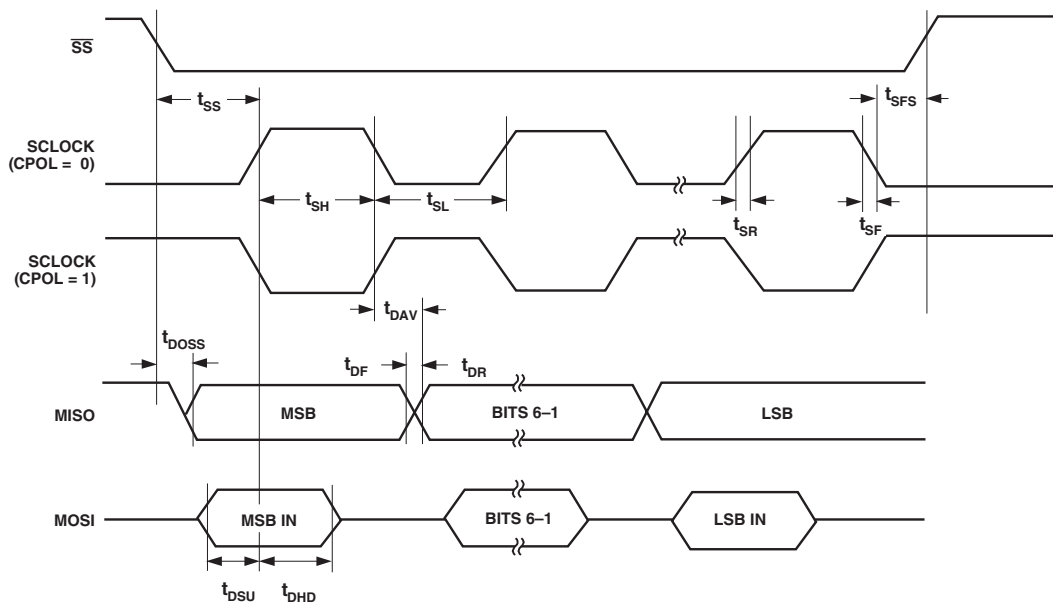 SS
tSS
tSFS
SCLOCK
(CPOL = 0)
tSH
tSL
tSR
tSF
SCLOCK
(CPOL = 1)
tDAV
tDOSS
tDF
tDR
MISO
MSB
BITS 6–1
LSB
MOSI
MSB IN
BITS 6–1
LSB IN
tDSU
tDHD